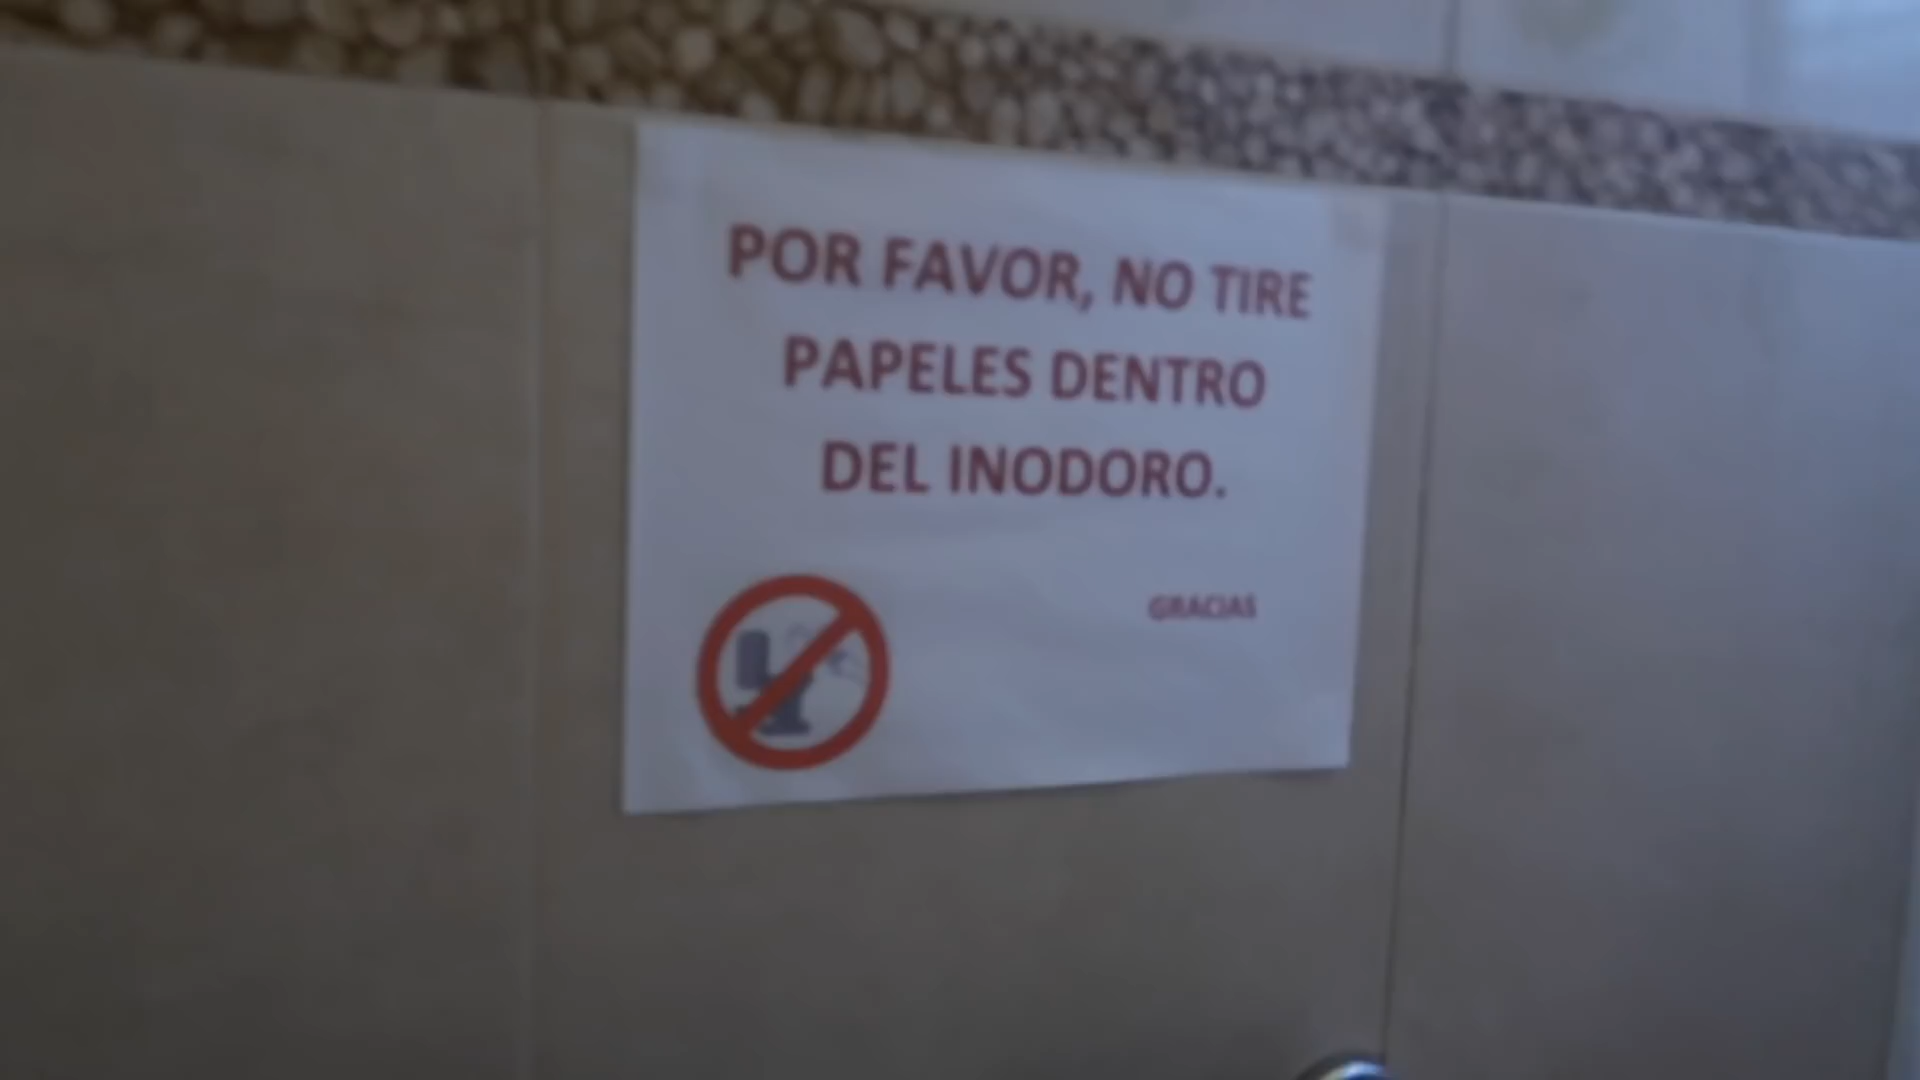 POR FAVOR, NO TIRE
PAPELES DENTRO
DEL INODORO.
GRACIAS